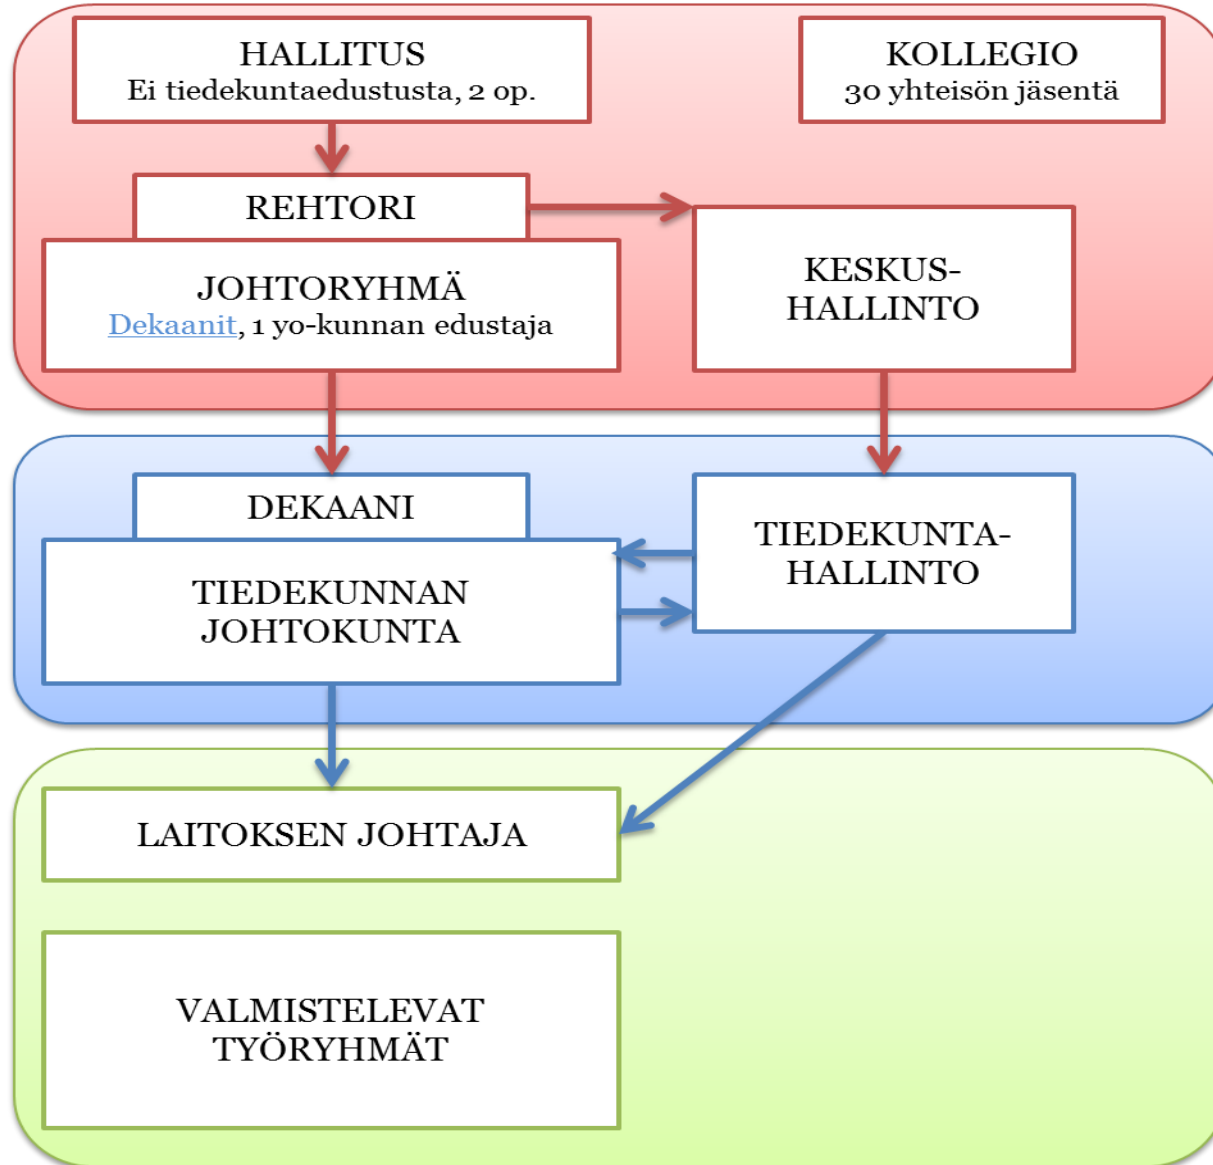 HALLITUS
Ei tiedekuntaedustusta, 2 op.
KOLLEGIO
30 yhteisön jäsentä
REHTORI
JOHTORYHMÄ
Dekaanit, 1 yo-kunnan edustaja
KESKUS-
HALLINTO
DEKAANI
TIEDEKUNNAN
JOHTOKUNTA
TIEDEKUNTA-
HALLINTO
LAITOKSEN JOHTAJA
VALMISTELEVAT
TYÖRYHMÄT